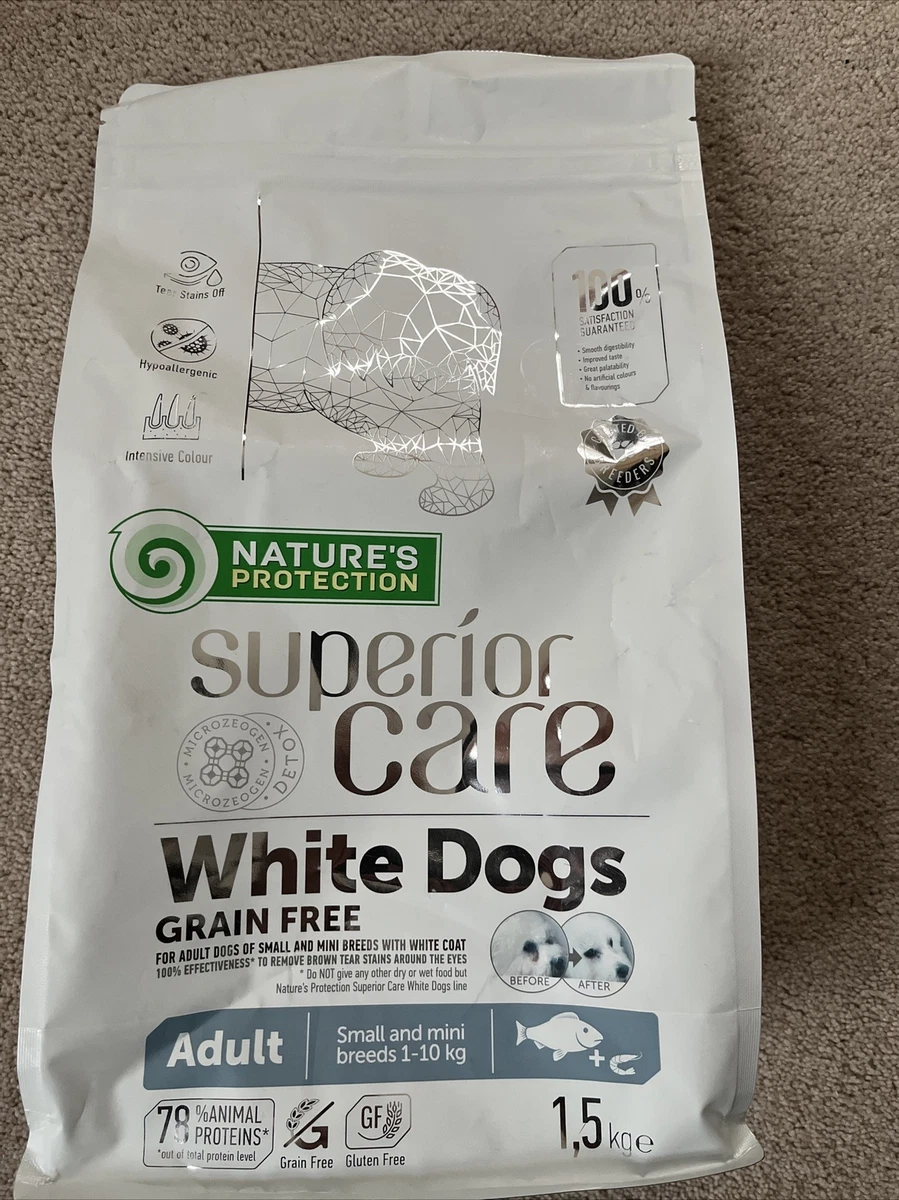 Tear Stains Off
Hypoallergenic
Intensive Colour
100%
SATISFACTION
GUARANTEED
• Smooth digestibility
• Improved taste
• Great palatability
• No artificial colours
& flavourings
BREEDERS
NATURE'S
PROTECTION
superior
care
MICROZEOGEN
MICROZEOGEN
DETOX
White Dogs
GRAIN FREE
FOR ADULT DOGS OF SMALL AND MINI BREEDS WITH WHITE COAT
100% EFFECTIVENESS* TO REMOVE BROWN TEAR STAINS AROUND THE EYES
* Do NOT give any other dry or wet food but
Nature's Protection Superior Care White Dogs line
BEFORE
AFTER
Adult
Small and mini
breeds 1-10 kg
78 %ANIMAL
PROTEINS*
*out of total protein level
Grain Free
GF
Gluten Free
1,5 kg e